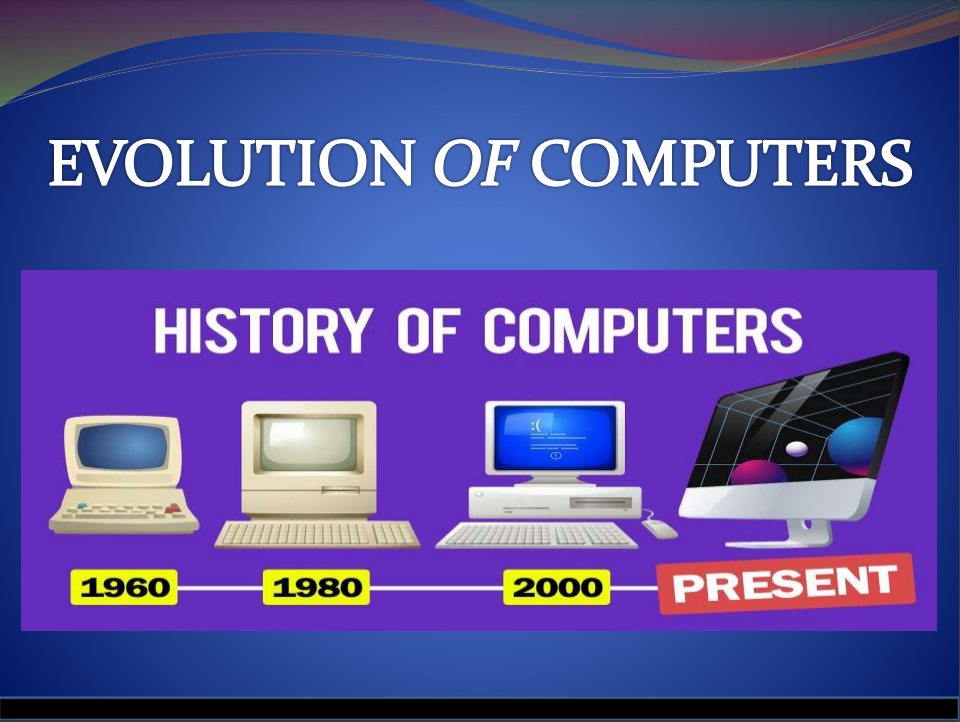 EVOLUTION OF COMPUTERS
HISTORY OF COMPUTERS
:(
1960
1980
2000
PRESENT